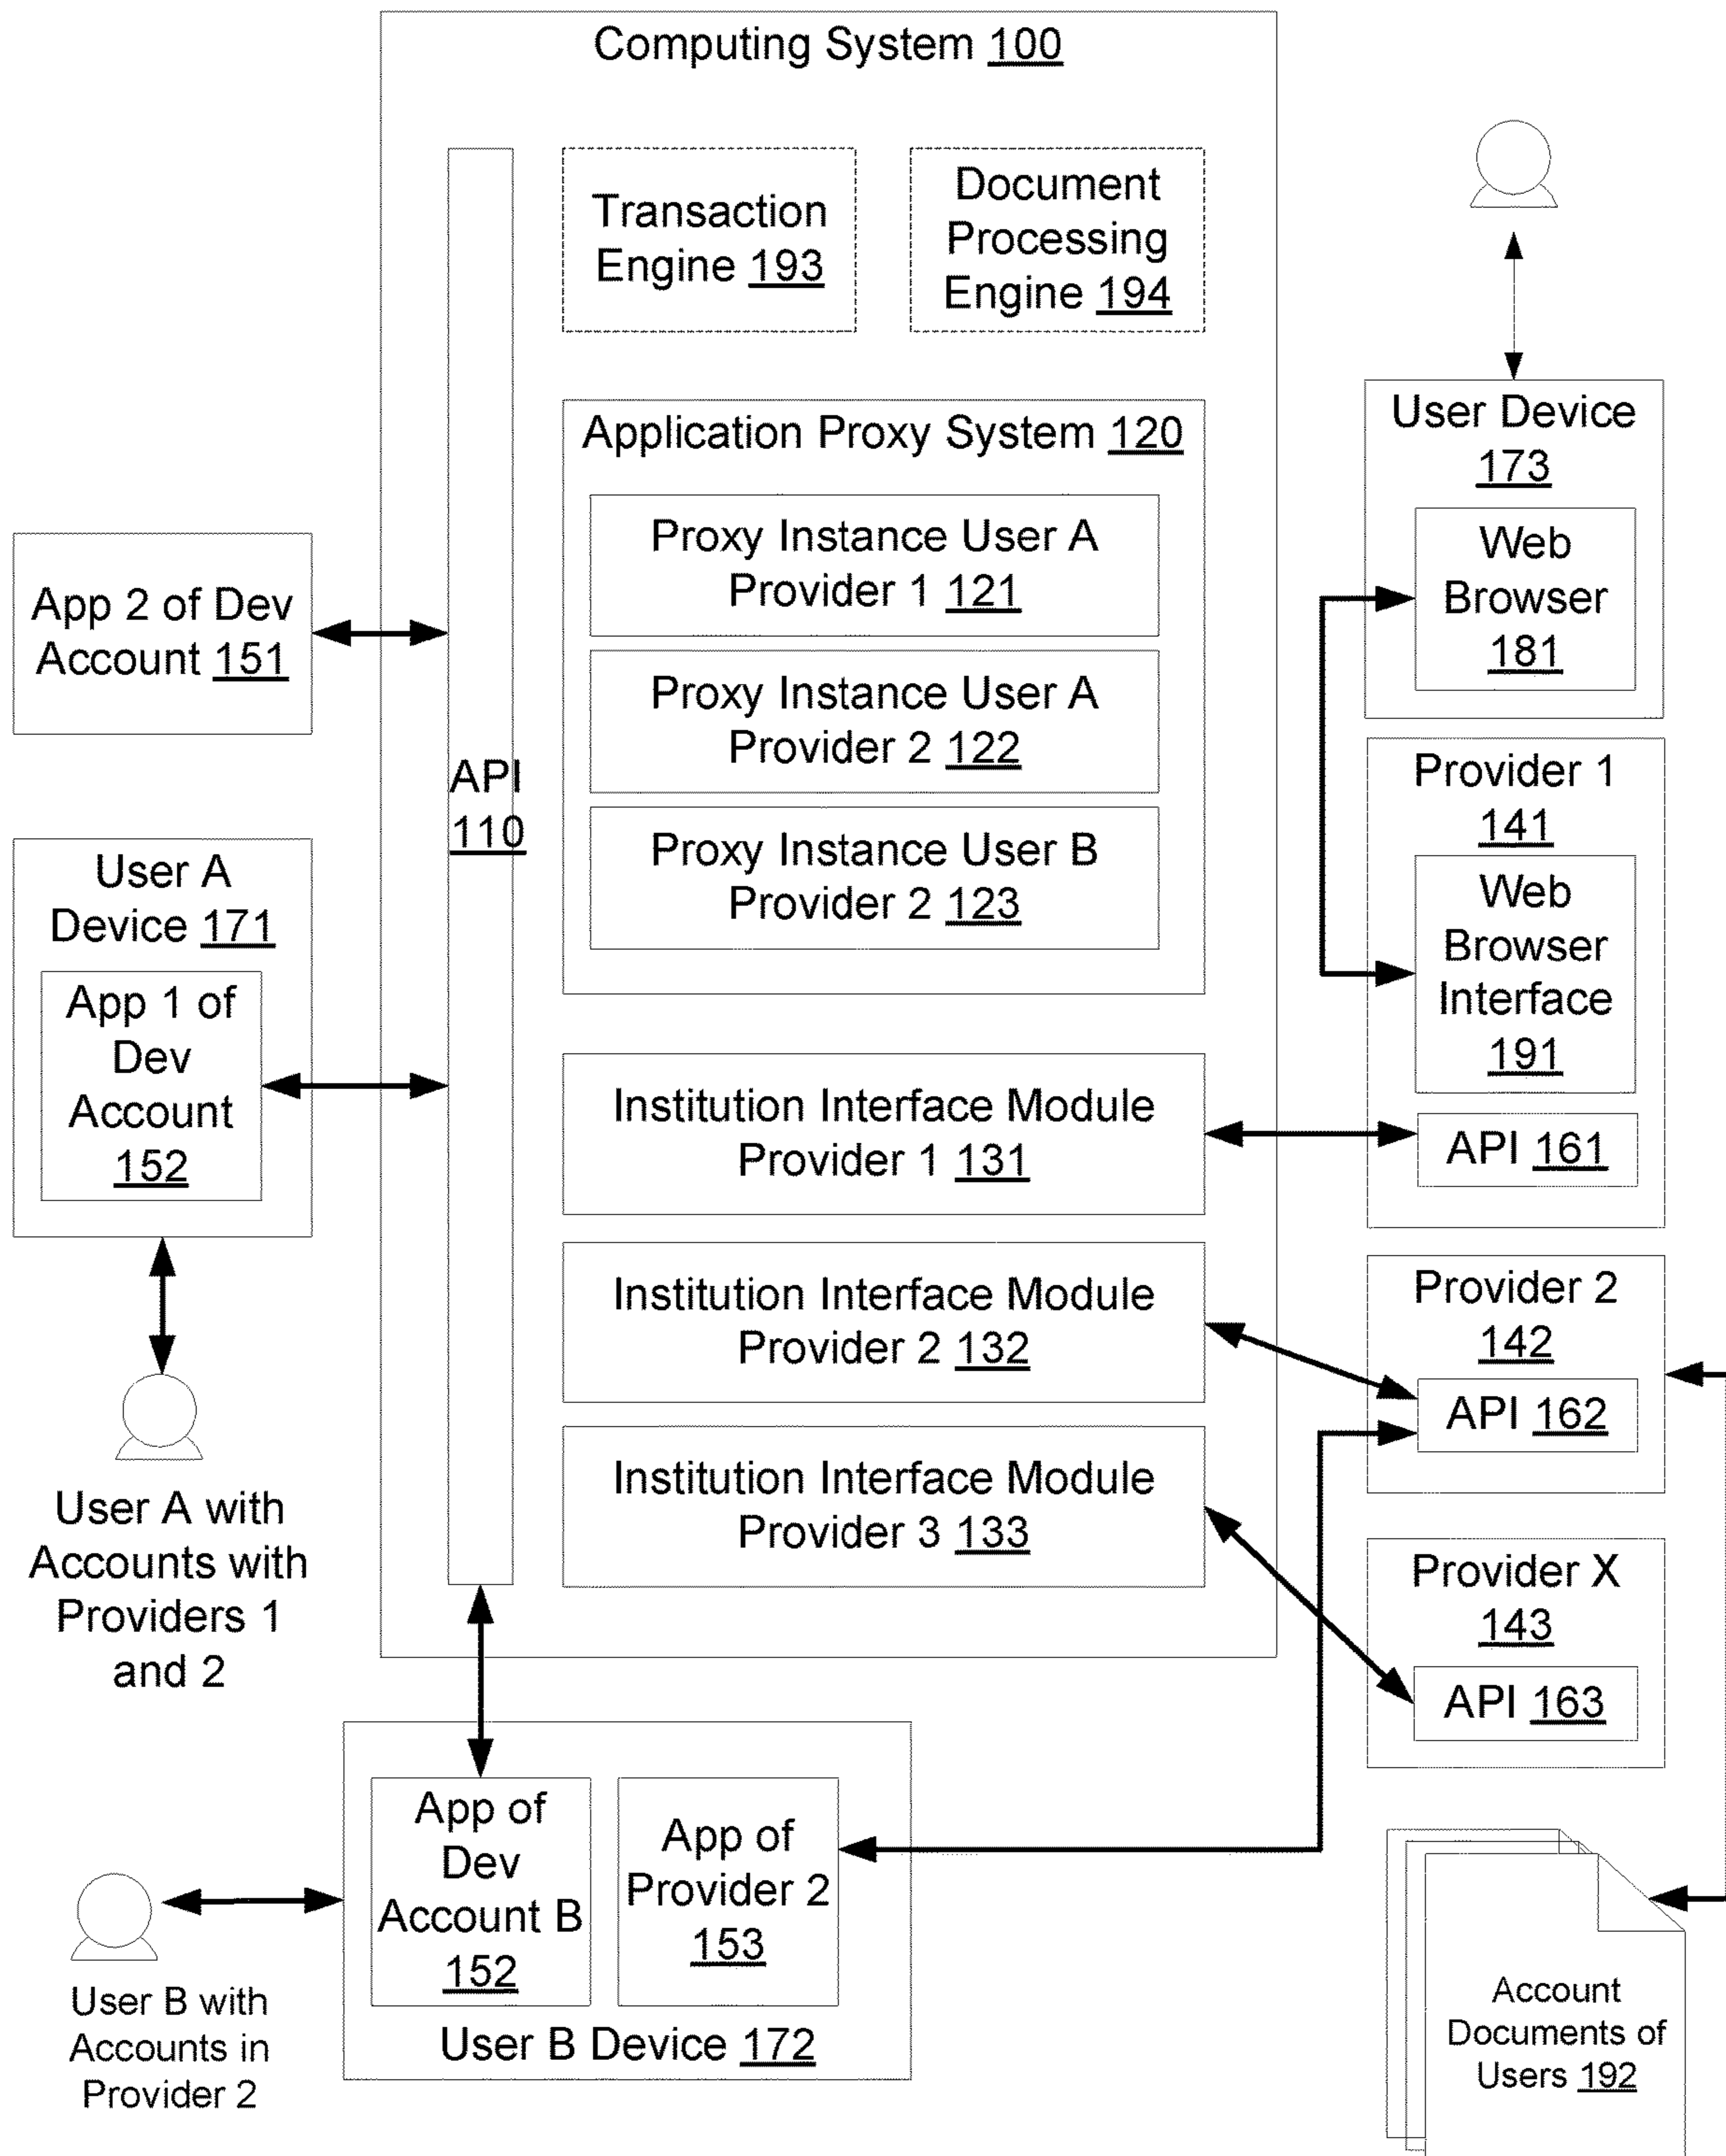 Computing System 100
Transaction
Engine 193
Document
Processing
Engine 194
Application Proxy System 120
Proxy Instance User A
Provider 1 121
Proxy Instance User A
Provider 2 122
Proxy Instance User B
Provider 2 123
API
110
Institution Interface Module
Provider 1 131
Institution Interface Module
Provider 2 132
Institution Interface Module
Provider 3 133
App 2 of Dev
Account 151
User A
Device 171
App 1 of
Dev
Account
152
User A with
Accounts with
Providers 1
and 2
User Device
173
Web
Browser
181
Provider 1
141
Web
Browser
Interface
191
API 161
Provider 2
142
API 162
Provider X
143
API 163
App of
Dev
Account B
152
App of
Provider 2
153
User B Device 172
User B with
Accounts in
Provider 2
Account
Documents of
Users 192